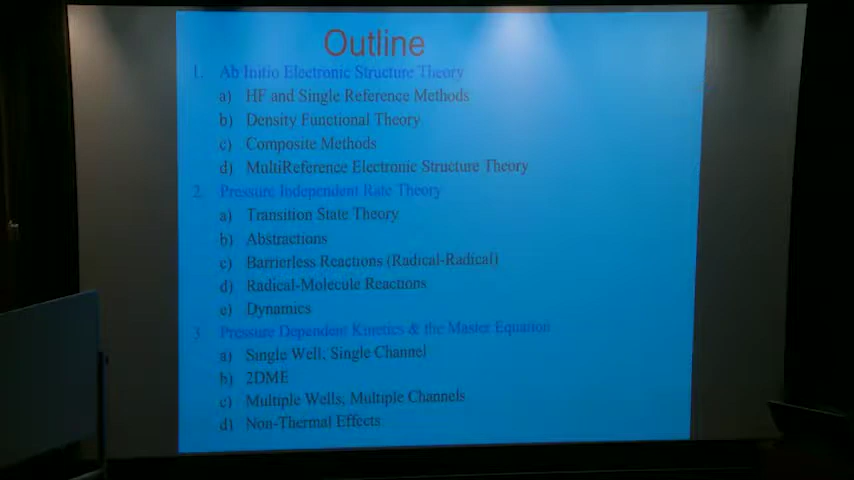 Outline
1. Ab Initio Electronic Structure Theory
a) HF and Single Reference Methods
b) Density Functional Theory
c) Composite Methods
d) MultiReference Electronic Structure Theory
2. Pressure Independent Rate Theory
a) Transition State Theory
b) Abstractions
c) Barrierless Reactions (Radical-Radical)
d) Radical-Molecule Reactions
e) Dynamics
3. Pressure Dependent Kinetics & the Master Equation
a) Single Well, Single Channel
b) 2DME
c) Multiple Wells, Multiple Channels
d) Non-Thermal Effects